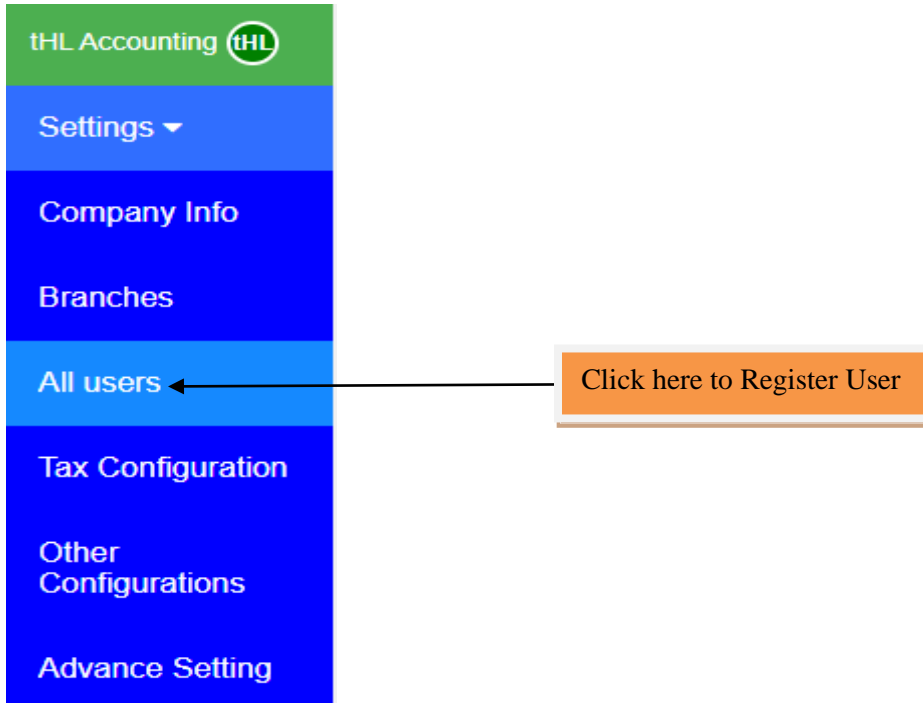 tHL Accounting tHL
Settings
Company Info
Branches
All users
Click here to Register User
Tax Configuration
Other
Configurations
Advance Setting